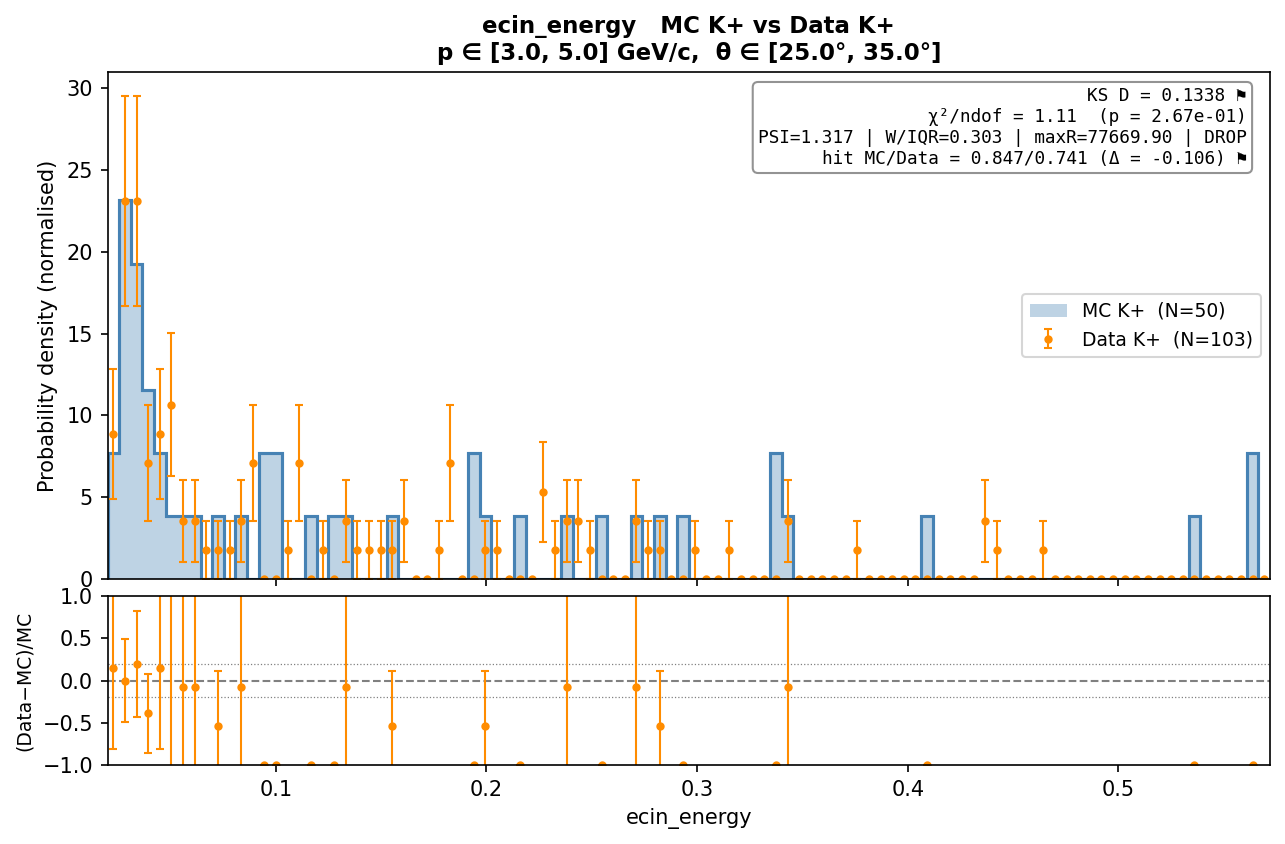 ecin_energy   MC K+ vs Data K+
p ∈ [3.0, 5.0] GeV/c,  θ ∈ [25.0°, 35.0°]
KS D = 0.1338 ⚑
χ²/ndof = 1.11  (p = 2.67e-01)
PSI=1.317 | W/IQR=0.303 | maxR=77669.90 | DROP
hit MC/Data = 0.847/0.741 (Δ = -0.106) ⚑
MC K+  (N=50)
Data K+  (N=103)
Probability density (normalised)
30
25
20
15
10
5
0
(Data−MC)/MC
1.0
0.5
0.0
−0.5
−1.0
0.1
0.2
0.3
0.4
0.5
ecin_energy